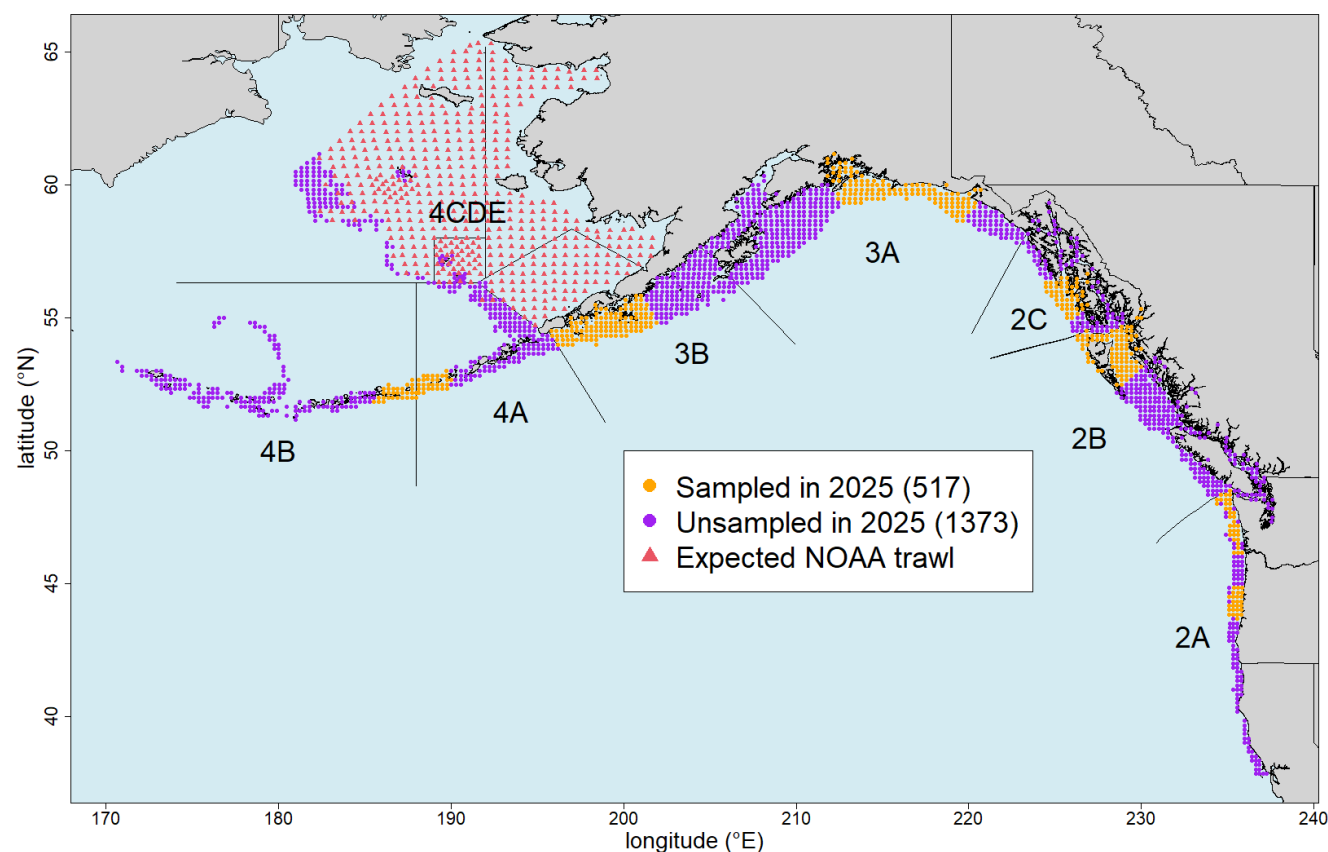 65
60
55
50
45
40
latitude (°N)
4CDE
3A
2C
3B
4A
2B
4B
2A
Sampled in 2025 (517)
Unsampled in 2025 (1373)
Expected NOAA trawl
170 180 190 200 210 220 230 240
longitude (°E)